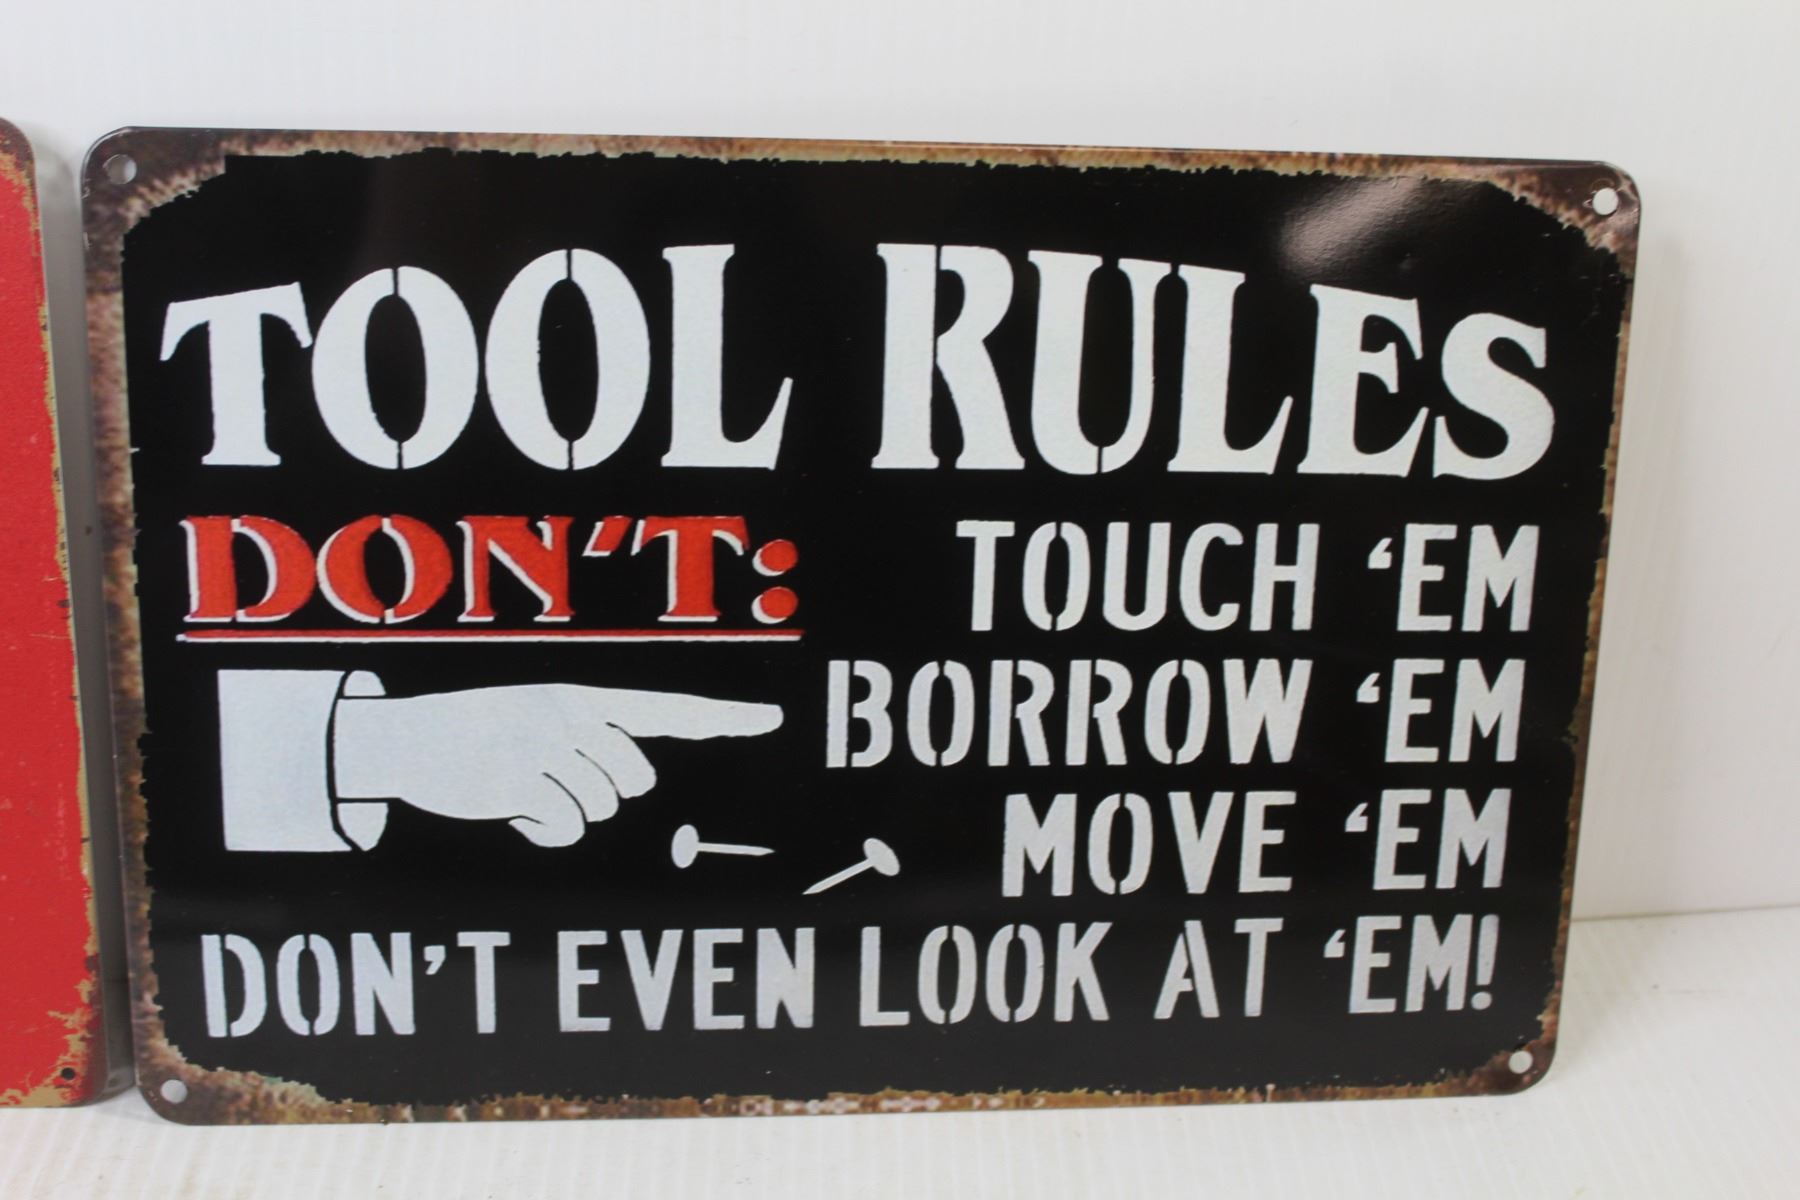 TOOL RULES
DON'T: TOUCH 'EM
BORROW 'EM
MOVE 'EM
DON'T EVEN LOOK AT 'EM!